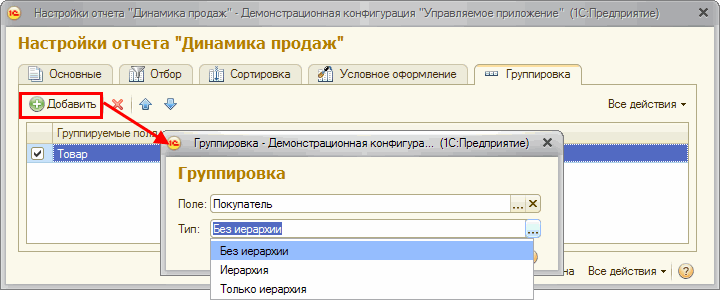 Настройки отчета "Динамика продаж" - Демонстрационная конфигурация "Управляемое приложение" (1С:Предприятие)
Настройки отчета "Динамика продаж"
Основные
Отбор
Сортировка
Условное оформление
Группировка
Добавить
Все действия
Группируемые
Товар
Группировка - Демонстрационная конфигура... (1С:Предприятие)
Группировка
Поле: Покупатель
Тип: Без иерархии
Без иерархии
Иерархия
Только иерархия
Все действия